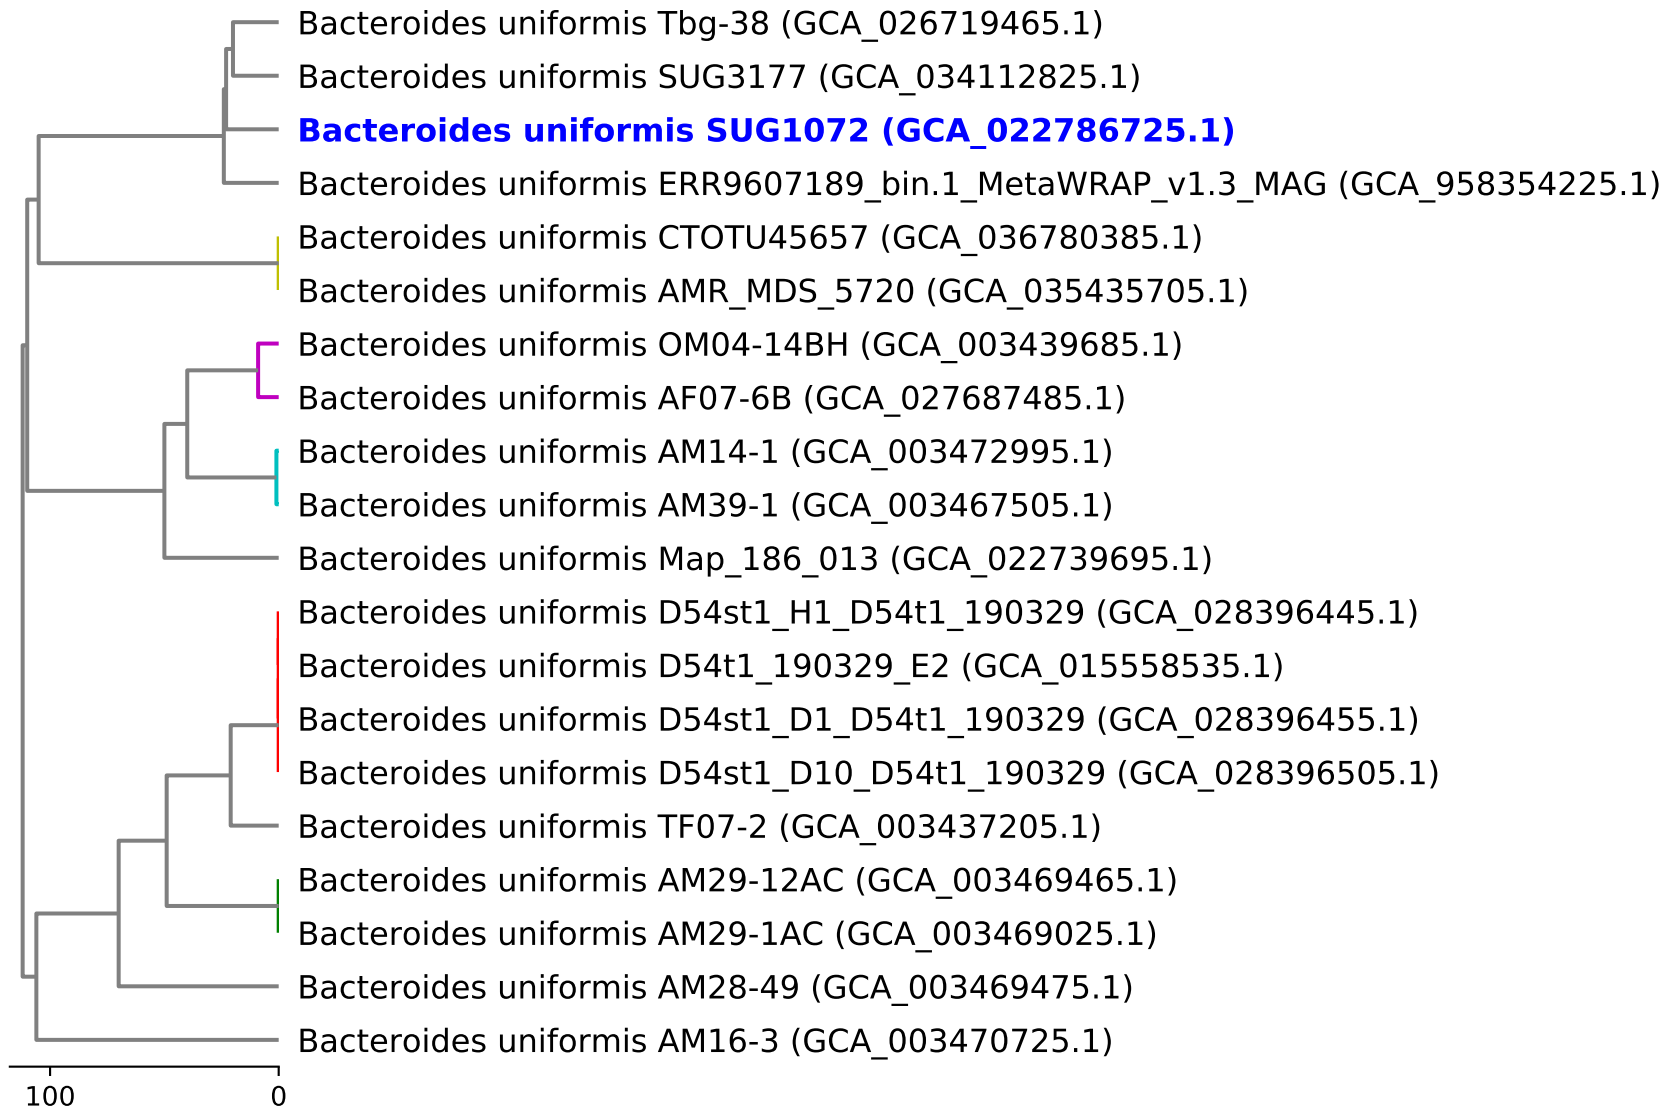 Bacteroides uniformis Tbg-38 (GCA_026719465.1)
Bacteroides uniformis SUG3177 (GCA_034112825.1)
Bacteroides uniformis SUG1072 (GCA_022786725.1)
Bacteroides uniformis ERR9607189_bin.1_MetaWRAP_v1.3_MAG (GCA_958354225.1)
Bacteroides uniformis CTOTU45657 (GCA_036780385.1)
Bacteroides uniformis AMR_MDS_5720 (GCA_035435705.1)
Bacteroides uniformis OM04-14BH (GCA_003439685.1)
Bacteroides uniformis AF07-6B (GCA_027687485.1)
Bacteroides uniformis AM14-1 (GCA_003472995.1)
Bacteroides uniformis AM39-1 (GCA_003467505.1)
Bacteroides uniformis Map_186_013 (GCA_022739695.1)
Bacteroides uniformis D54st1_H1_D54t1_190329 (GCA_028396445.1)
Bacteroides uniformis D54t1_190329_E2 (GCA_015558535.1)
Bacteroides uniformis D54st1_D1_D54t1_190329 (GCA_028396455.1)
Bacteroides uniformis D54st1_D10_D54t1_190329 (GCA_028396505.1)
Bacteroides uniformis TF07-2 (GCA_003437205.1)
Bacteroides uniformis AM29-12AC (GCA_003469465.1)
Bacteroides uniformis AM29-1AC (GCA_003469025.1)
Bacteroides uniformis AM28-49 (GCA_003469475.1)
Bacteroides uniformis AM16-3 (GCA_003470725.1)
100 0